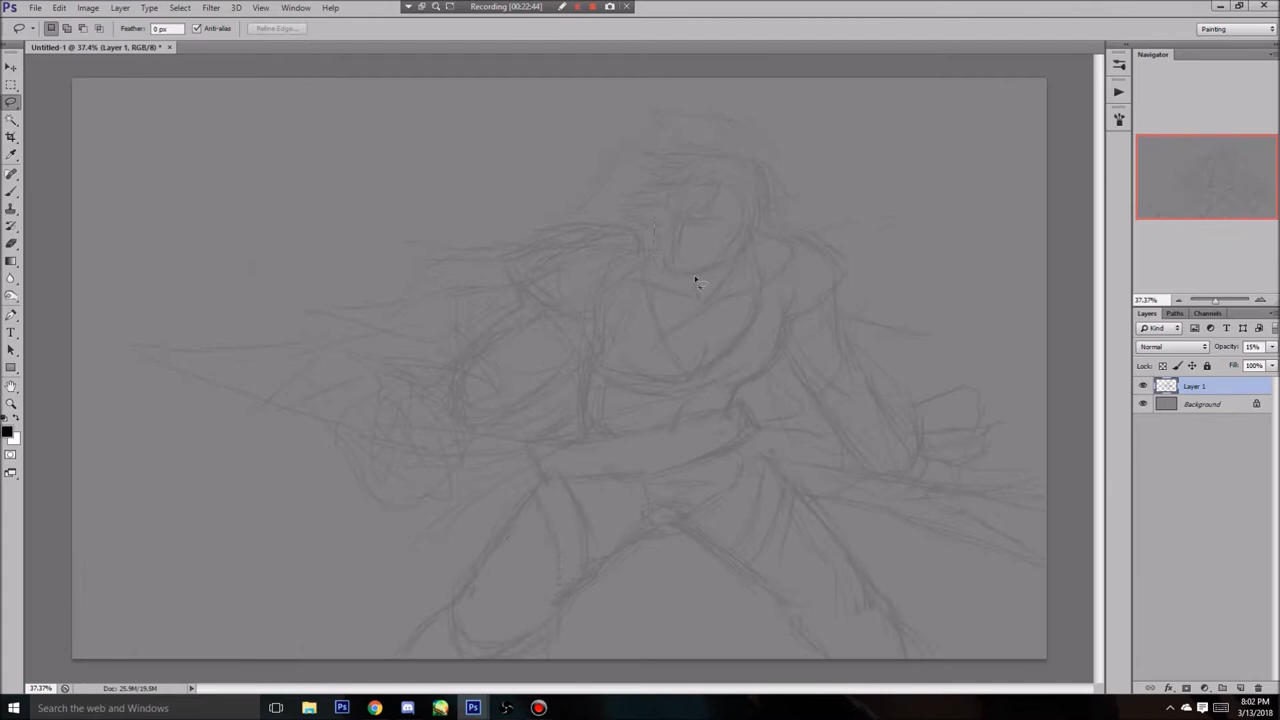 Ps File Edit Image Layer Type Select Filter 3D View Window Help
Recording [00:22:44]
Feather: 0 px Anti-alias Refine Edge... Painting
Untitled-1 @ 37.4% (Layer 1, RGB/8) * ×
Navigator
37.37%
Layers Paths Channels
Kind
Normal Opacity: 15%
Lock: Fill: 100%
Layer 1
Background
37.37% Doc: 25.9M/19.5M
Search the web and Windows
8:02 PM
3/13/2018